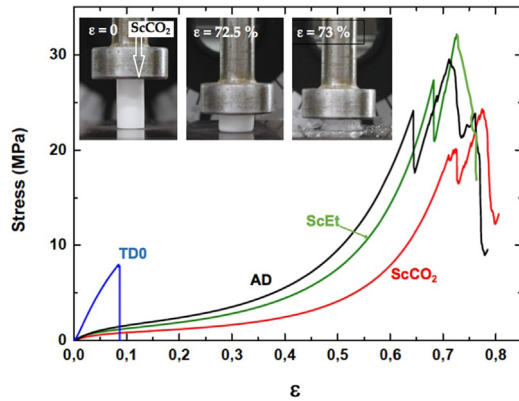 ε = 0
ScCO₂
ε = 72.5 %
ε = 73 %
30
20
10
0
Stress (MPa)
TD0
AD
ScEt
ScCO₂
0,0 0,1 0,2 0,3 0,4 0,5 0,6 0,7 0,8
ε